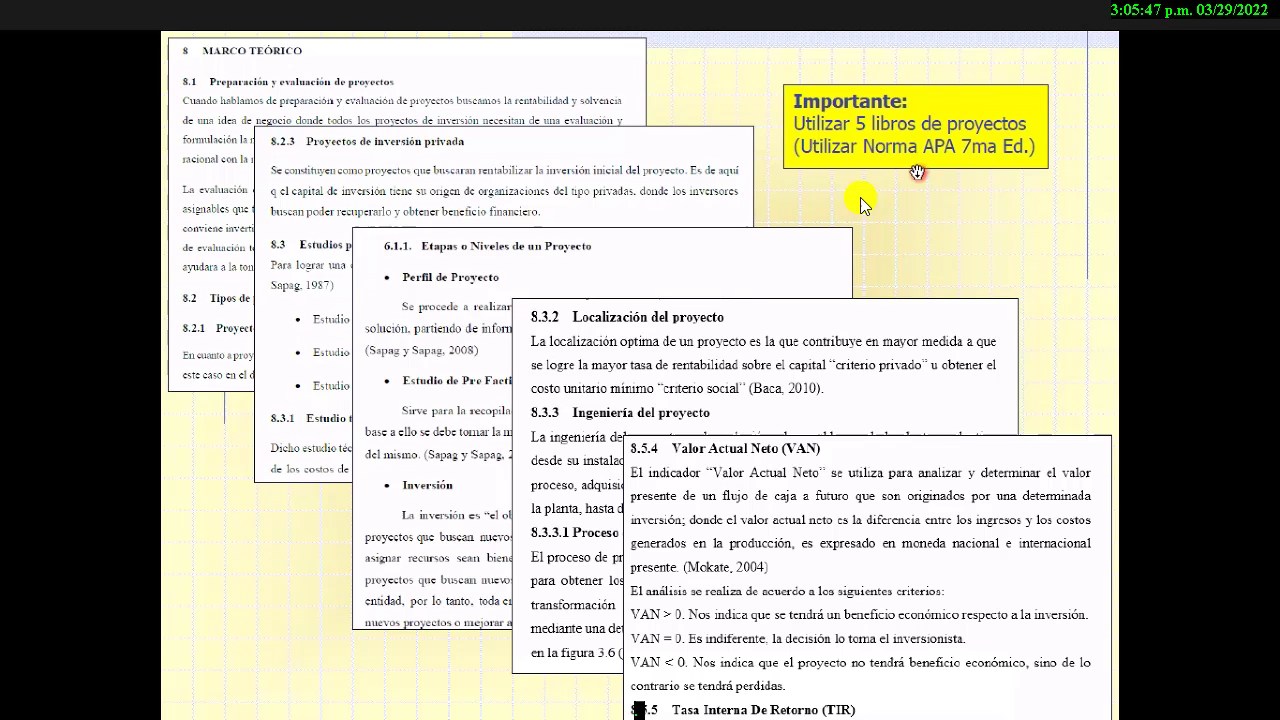 3:05:47 p.m. 03/29/2022
8 MARCO TEÓRICO
8.1 Preparación y evaluación de proyectos
Cuando hablamos de preparación y evaluación de proyectos buscamos la rentabilidad y solvencia
de una idea de negocio donde todos los proyectos de inversión necesitan de una evaluación y
formulación la
racional con la
La evaluación
asignables que
conviene inverti
de evaluación
ayudara a la
8.2 Tipos de
8.2.1 Proyect
En cuanto a proy
este caso en el d
Importante:
Utilizar 5 libros de proyectos
(Utilizar Norma APA 7ma Ed.)
8.2.3 Proyectos de inversión privada
Se constituyen como proyectos que buscaran rentabilizar la inversión inicial del proyecto. Es de aquí
q el capital de inversión tiene su origen de organizaciones del tipo privadas, donde los inversores
buscan poder recuperarlo y obtener beneficio financiero.
8.3 Estudios p
Para lograr una
Sapag, 1987)
• Estudio
• Estudio
• Estudio
8.3.1 Estudio t
Dicho estudio téc
de los costos de
6.1.1. Etapas o Niveles de un Proyecto
• Perfil de Proyecto
Se procede a realizar
solución, partiendo de inform
(Sapag y Sapag, 2008)
• Estudio de Pre Facti
Sirve para la recopila
base a ello se debe tomar la m
del mismo. (Sapag y Sapag, 2
• Inversión
La inversión es “el ob
proyectos que buscan nuevos
asignar recursos sean biene
proyectos que buscan nuevo
entidad, por lo tanto, toda en
nuevos proyectos o mejorar a
8.3.2 Localización del proyecto
La localización optima de un proyecto es la que contribuye en mayor medida a que
se logre la mayor tasa de rentabilidad sobre el capital “criterio privado” u obtener el
costo unitario mínimo “criterio social” (Baca, 2010).
8.3.3 Ingeniería del proyecto
La ingeniería del
desde su instalac
proceso, adquisic
la planta, hasta d
8.3.3.1 Proceso
El proceso de pr
para obtener los
transformación
mediante una det
en la figura 3.6 (
8.5.4 Valor Actual Neto (VAN)
El indicador “Valor Actual Neto” se utiliza para analizar y determinar el valor
presente de un flujo de caja a futuro que son originados por una determinada
inversión; donde el valor actual neto es la diferencia entre los ingresos y los costos
generados en la producción, es expresado en moneda nacional e internacional
presente. (Mokate, 2004)
El análisis se realiza de acuerdo a los siguientes criterios:
VAN > 0. Nos indica que se tendrá un beneficio económico respecto a la inversión.
VAN = 0. Es indiferente, la decisión lo toma el inversionista.
VAN < 0. Nos indica que el proyecto no tendrá beneficio económico, sino de lo
contrario se tendrá perdidas.
Tasa Interna De Retorno (TIR)